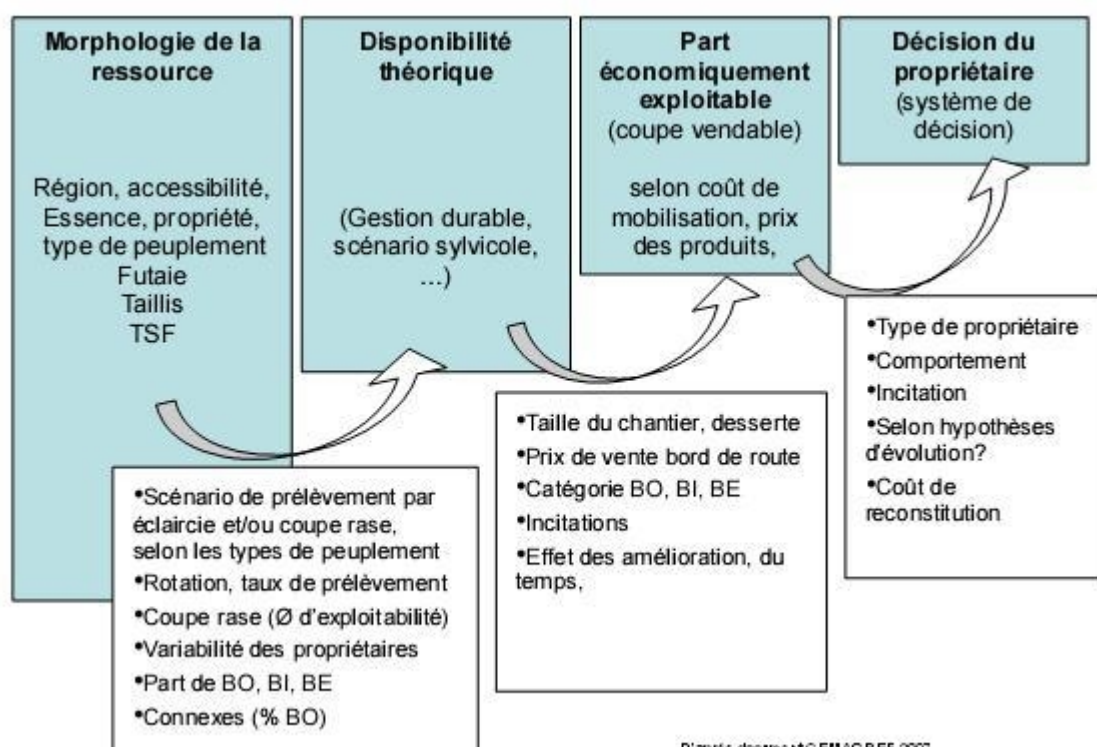 Morphologie de la
ressource
Région, accessibilité,
Essence, propriété,
type de peuplement
Futaie
Taillis
TSF
Disponibilité
théorique
(Gestion durable,
scénario sylvicole,
...)
Part
économiquement
exploitable
(coupe vendable)
selon coût de
mobilisation, prix
des produits,
Décision du
propriétaire
(système de
décision)
•Scénario de prélèvement par
éclaircie et/ou coupe rase,
selon les types de peuplement
•Rotation, taux de prélèvement
•Coupe rase (Ø d'exploitabilité)
•Variabilité des propriétaires
•Part de BO, BI, BE
•Connexes (% BO)
•Taille du chantier, desserte
•Prix de vente bord de route
•Catégorie BO, BI, BE
•Incitations
•Effet des amélioration, du
temps,
•Type de propriétaire
•Comportement
•Incitation
•Selon hypothèses
d'évolution?
•Coût de
reconstitution